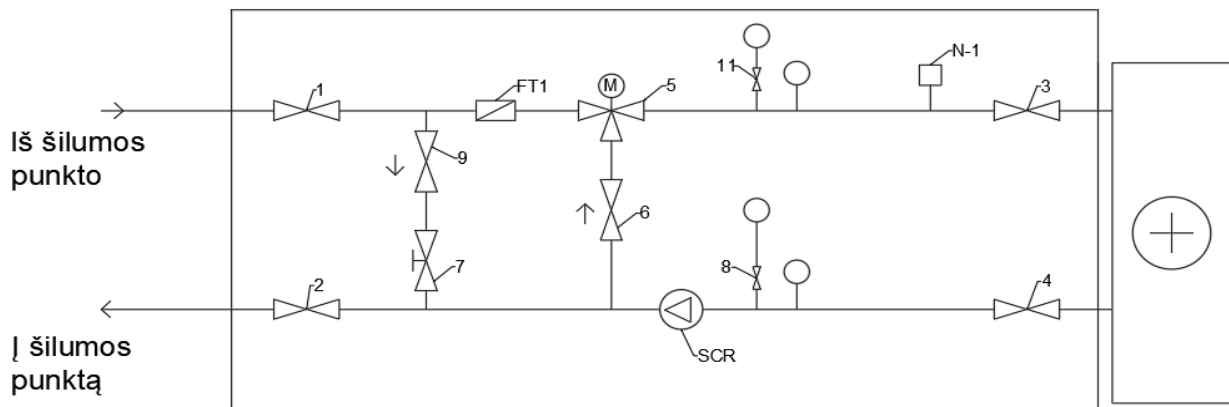 1
FT1
M
5
11
N-1
3
Iš šilumos
punkto
9
6
7
8
2
4
SCR
Į šilumos
punktą